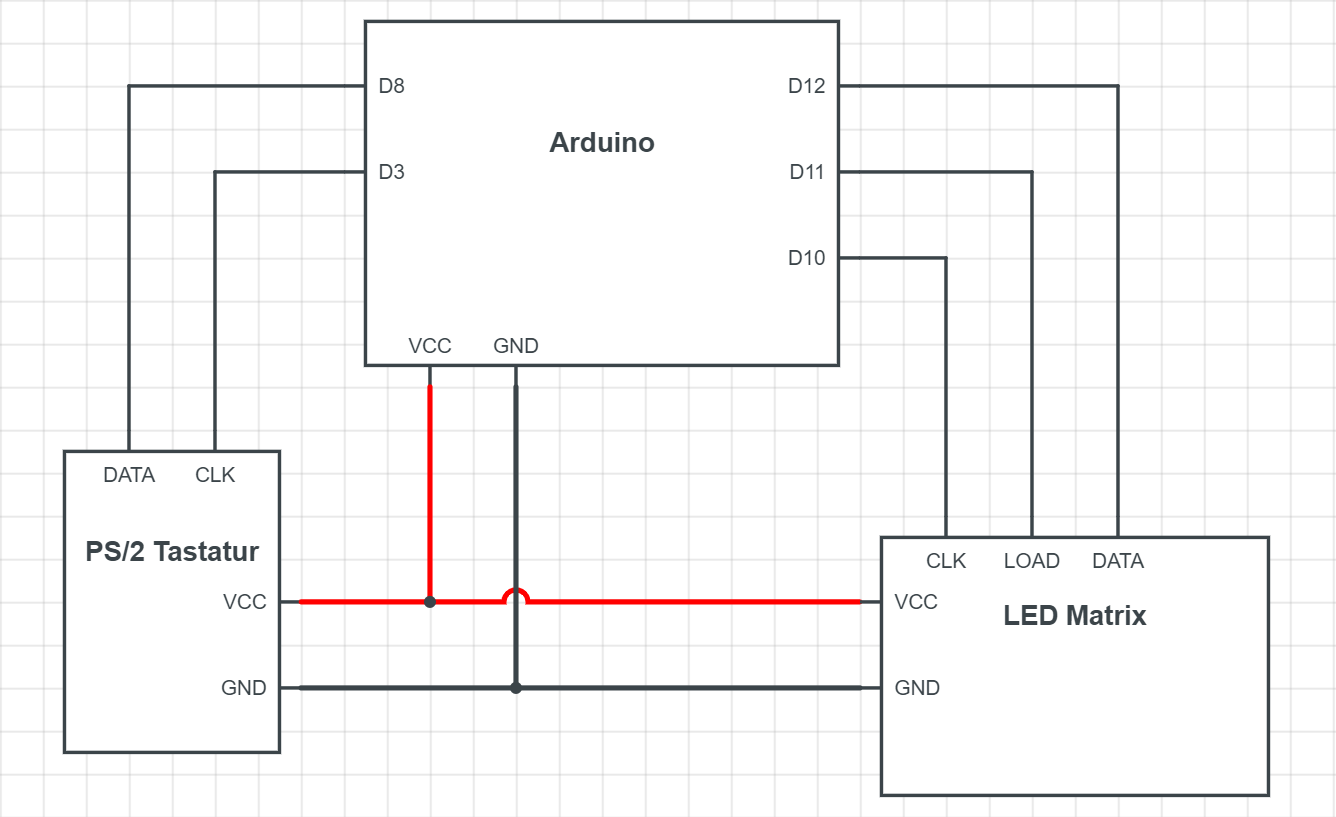 D8
D12
Arduino
D3
D11
D10
VCC
GND
DATA
CLK
PS/2 Tastatur
VCC
GND
CLK
LOAD
DATA
VCC
LED Matrix
GND